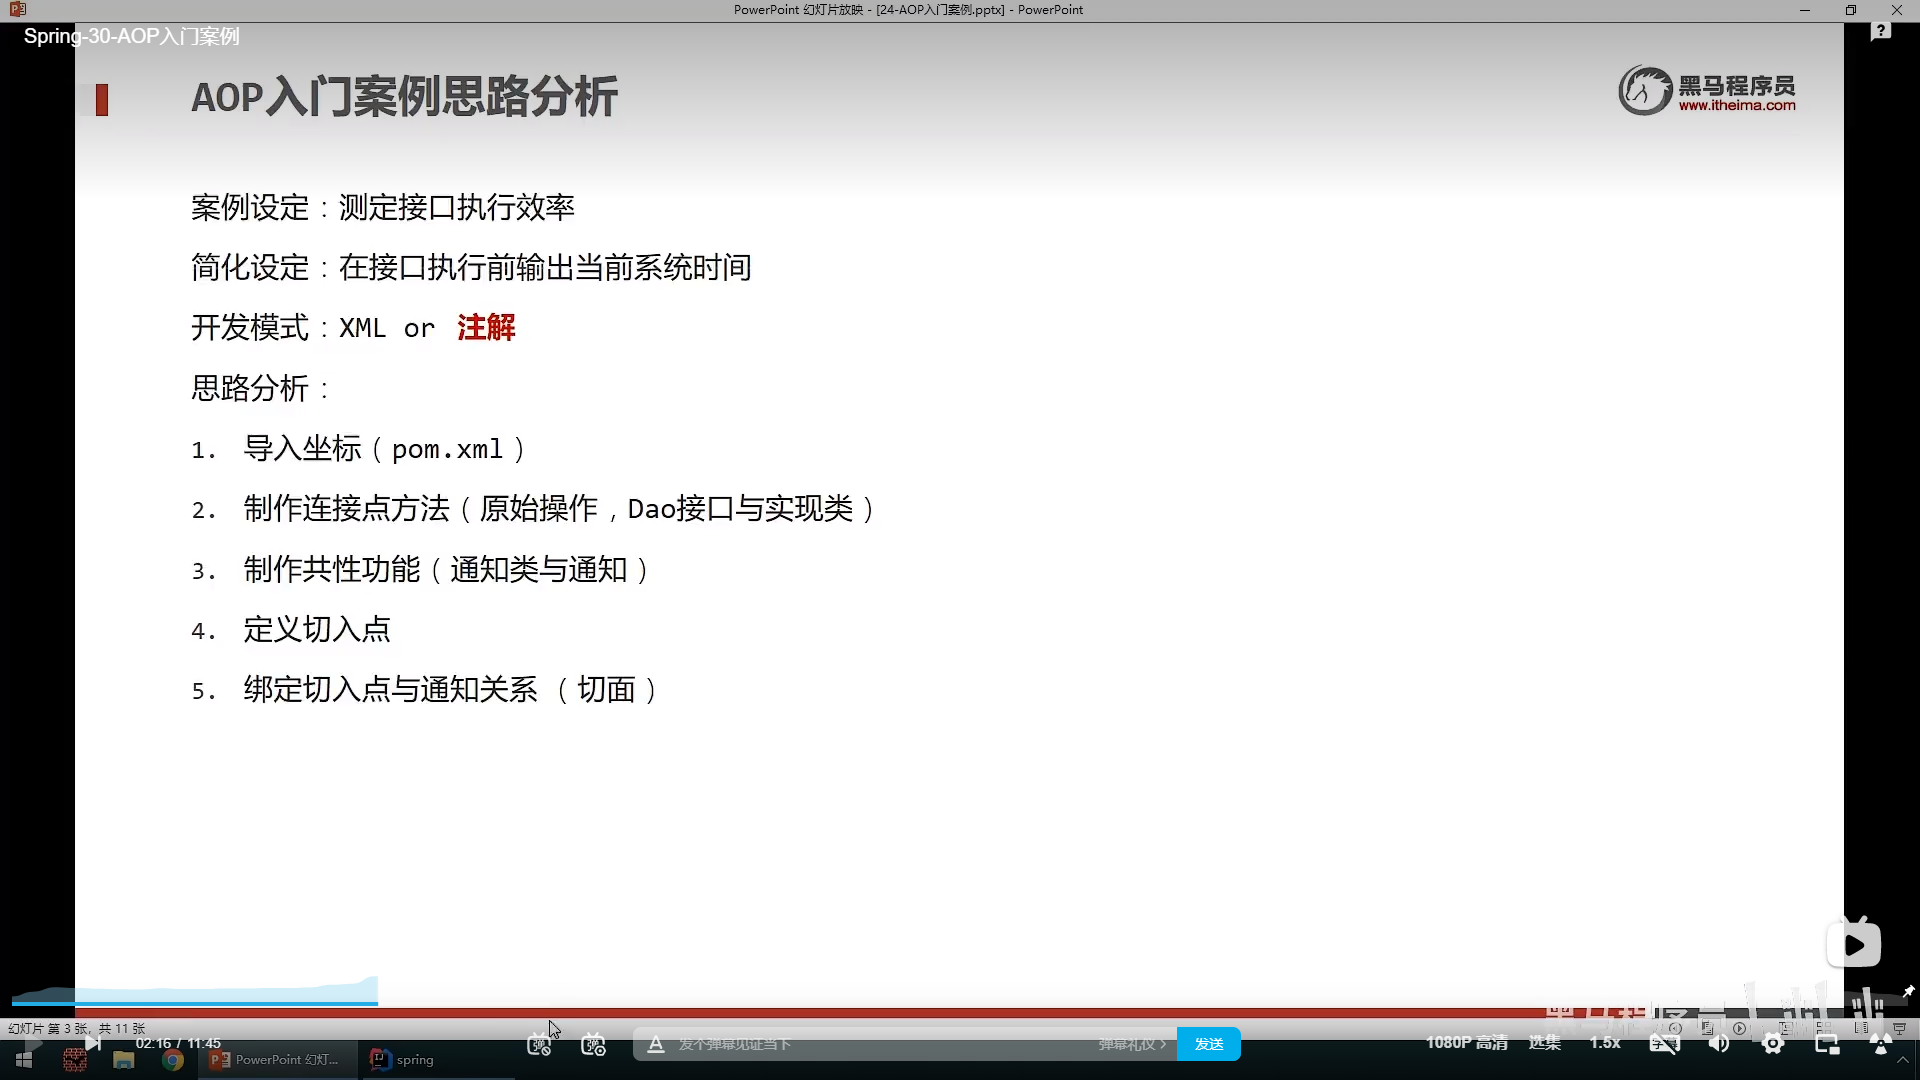 PowerPoint 幻灯片放映 - [24-AOP入门案例.pptx] - PowerPoint
Spring-30-AOP入门案例
AOP入门案例思路分析
黑马程序员
www.itheima.com
案例设定：测定接口执行效率
简化设定：在接口执行前输出当前系统时间
开发模式：XML or 注解
思路分析：
1. 导入坐标（pom.xml）
2. 制作连接点方法（原始操作，Dao接口与实现类）
3. 制作共性功能（通知类与通知）
4. 定义切入点
5. 绑定切入点与通知关系（切面）
幻灯片 第 3 张，共 11 张
02:16 / 11:45
发个弹幕见证当下
弹幕礼仪
发送
1080P 高清
选集
1.5x
PowerPoint 幻灯...
spring